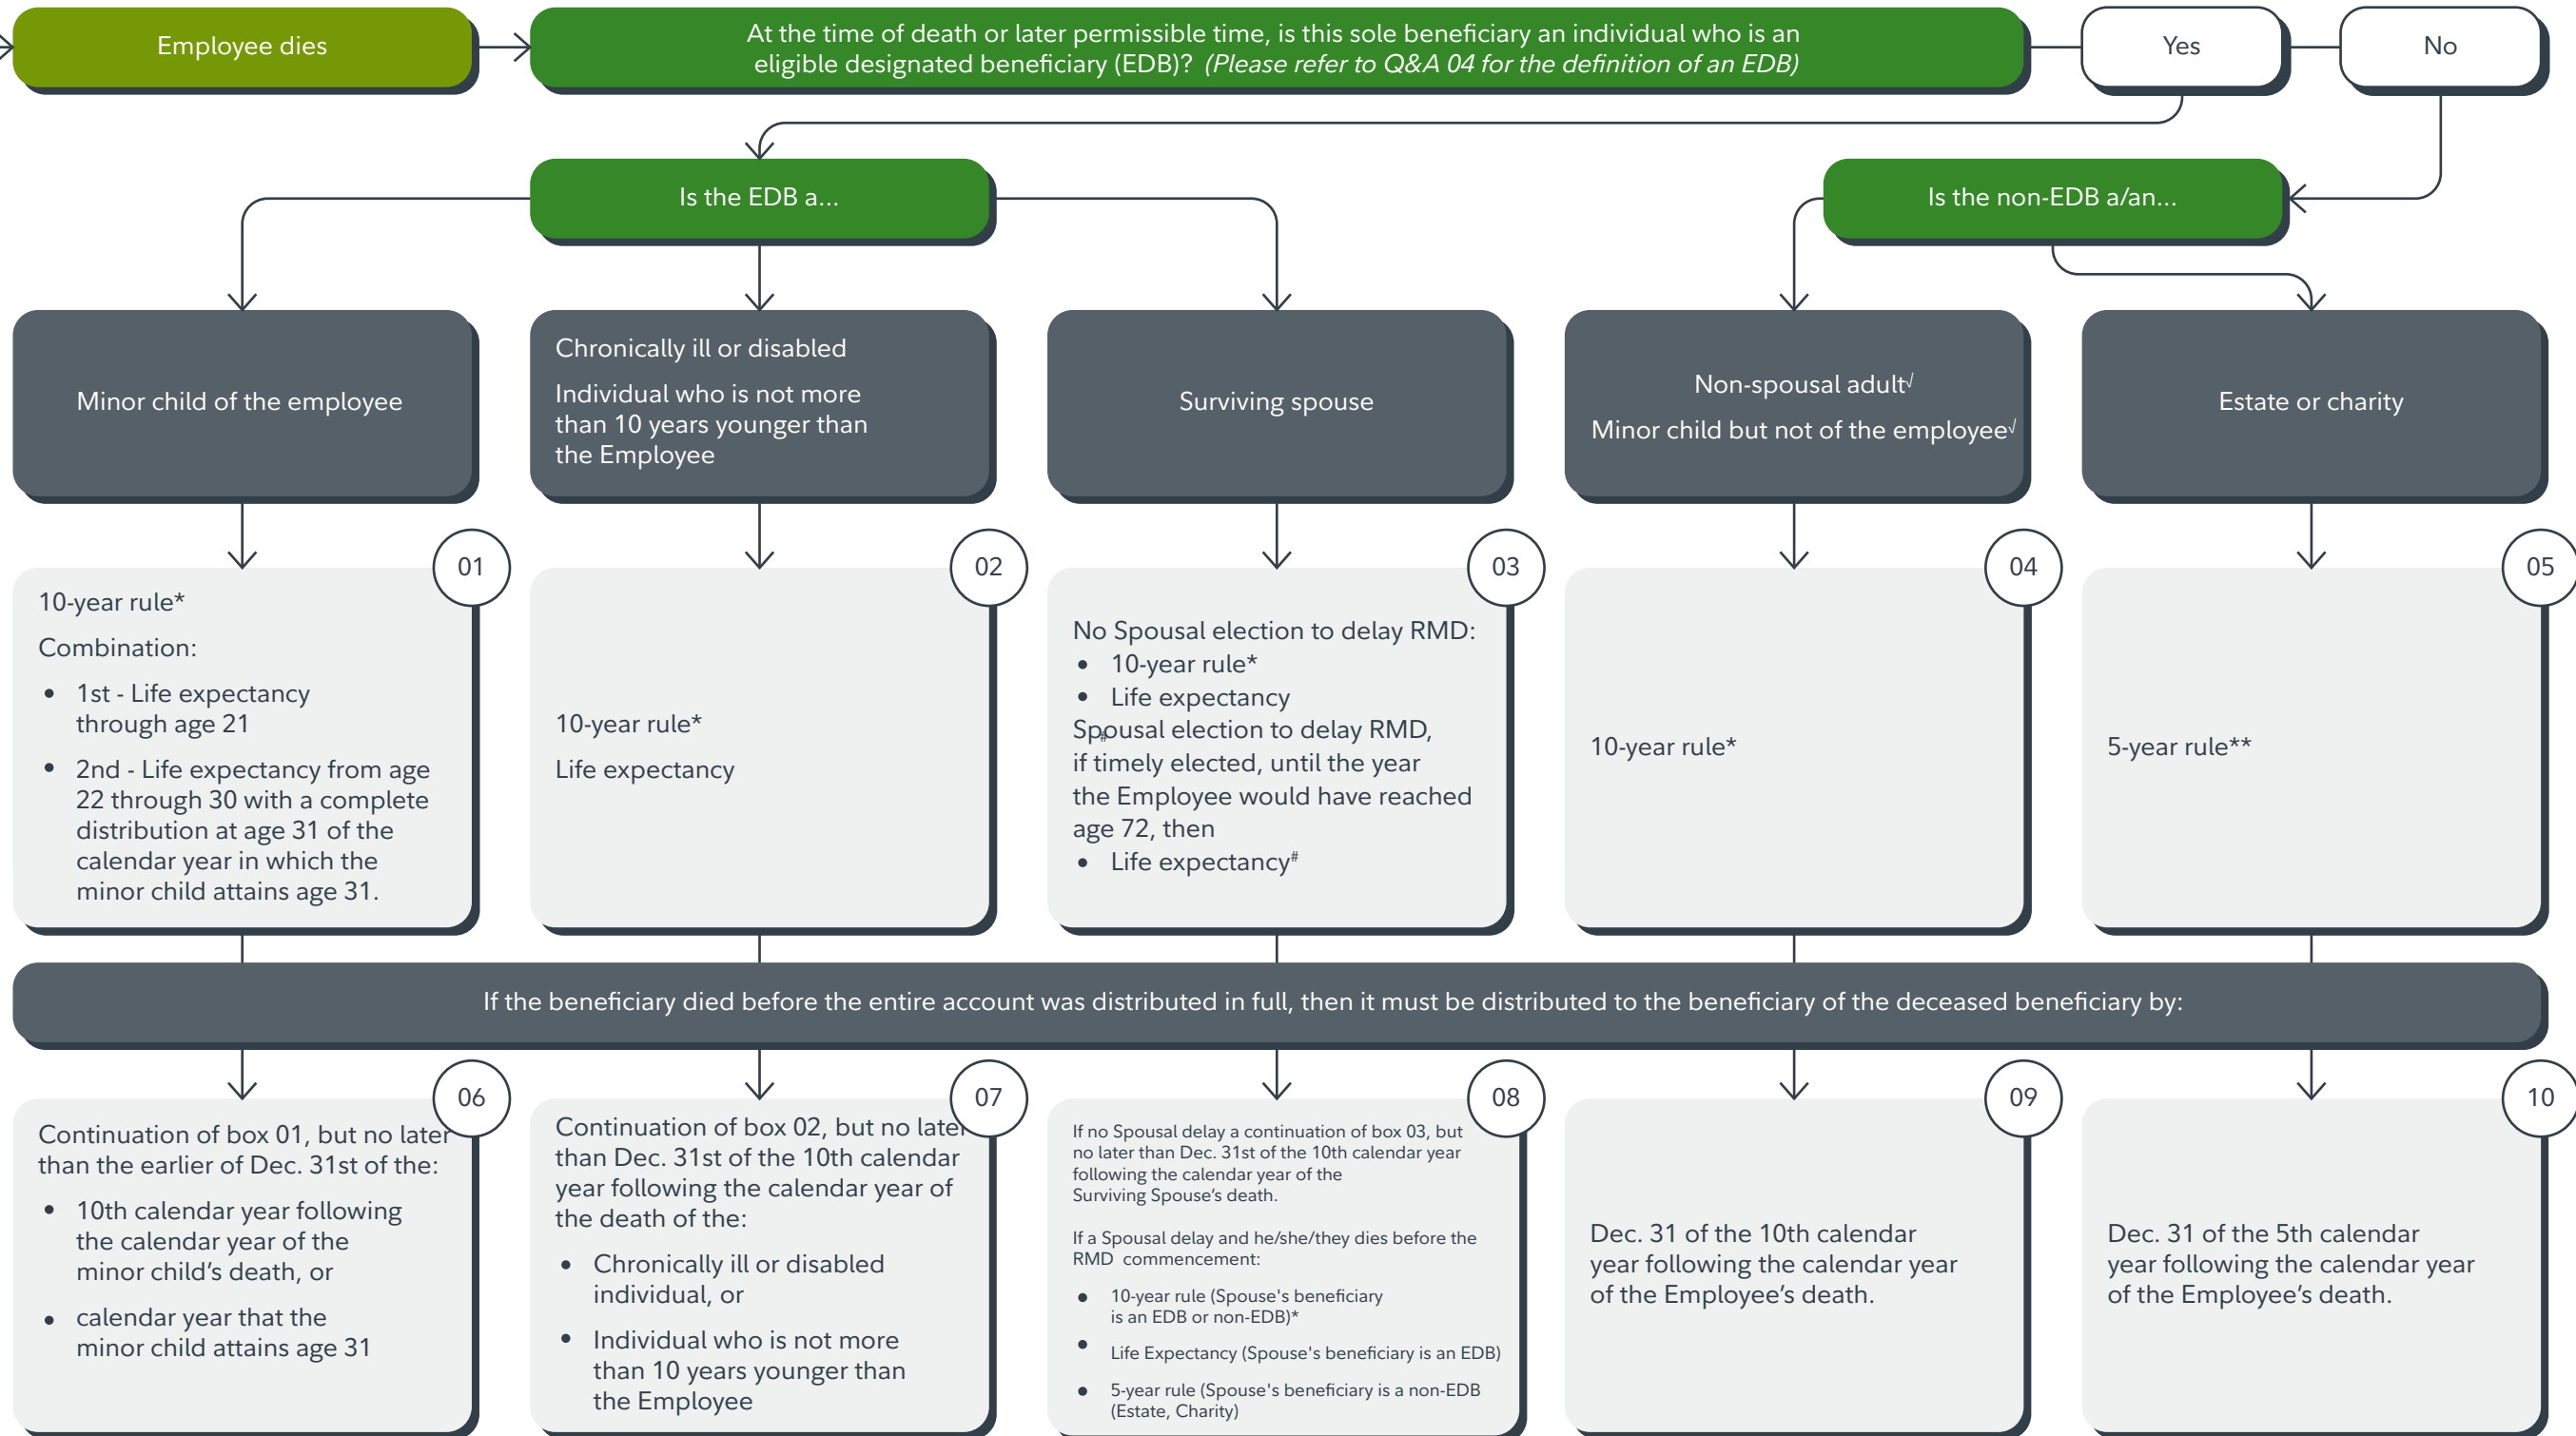 Employee dies
At the time of death or later permissible time, is this sole beneficiary an individual who is an
eligible designated beneficiary (EDB)? (Please refer to Q&A 04 for the definition of an EDB)
Yes
No
Is the EDB a...
Is the non-EDB a/an...
Minor child of the employee
Chronically ill or disabled
Individual who is not more
than 10 years younger than
the Employee
Surviving spouse
Non-spousal adult√
Minor child but not of the employee√
Estate or charity
01
10-year rule*
Combination:
• 1st - Life expectancy
through age 21
• 2nd - Life expectancy from age
22 through 30 with a complete
distribution at age 31 of the
calendar year in which the
minor child attains age 31.
02
10-year rule*
Life expectancy
03
No Spousal election to delay RMD:
• 10-year rule*
• Life expectancy
Spousal election to delay RMD,
#
if timely elected, until the year
the Employee would have reached
age 72, then
• Life expectancy#
04
10-year rule*
05
5-year rule**
If the beneficiary died before the entire account was distributed in full, then it must be distributed to the beneficiary of the deceased beneficiary by:
06
Continuation of box 01, but no later
than the earlier of Dec. 31st of the:
• 10th calendar year following
the calendar year of the
minor child's death, or
• calendar year that the
minor child attains age 31
07
Continuation of box 02, but no later
than Dec. 31st of the 10th calendar
year following the calendar year of
the death of the:
• Chronically ill or disabled
individual, or
• Individual who is not more
than 10 years younger than
the Employee
08
If no Spousal delay a continuation of box 03, but
no later than Dec. 31st of the 10th calendar year
following the calendar year of the
Surviving Spouse's death.
If a Spousal delay and he/she/they dies before the
RMD commencement:
• 10-year rule (Spouse's beneficiary
is an EDB or non-EDB)*
• Life Expectancy (Spouse's beneficiary is an EDB)
• 5-year rule (Spouse's beneficiary is a non-EDB
(Estate, Charity)
09
Dec. 31 of the 10th calendar
year following the calendar year
of the Employee's death.
10
Dec. 31 of the 5th calendar
year following the calendar year
of the Employee's death.